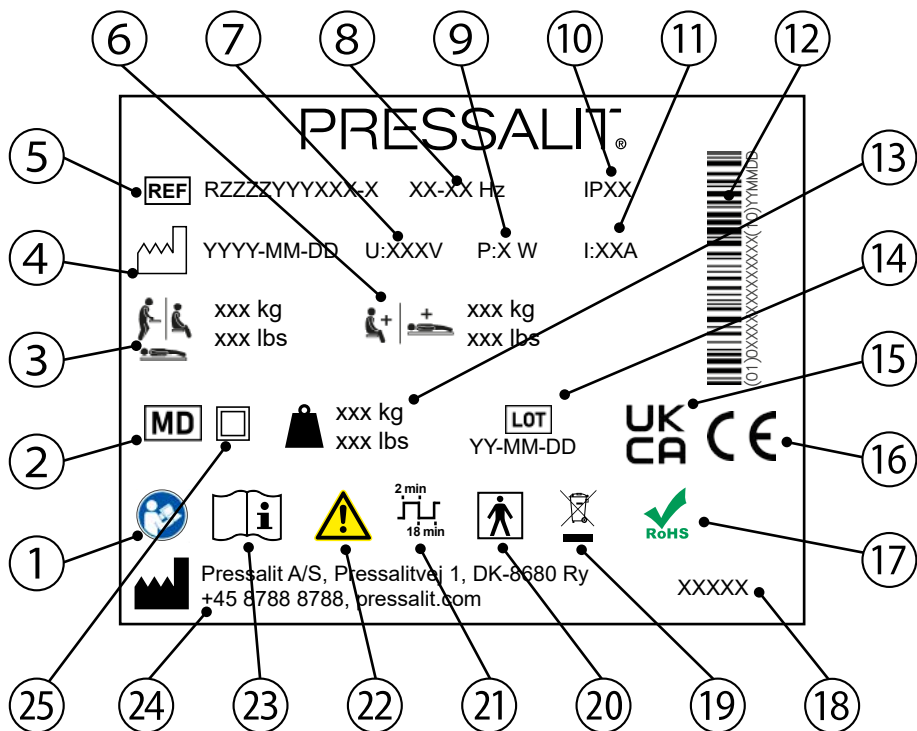 6 7 8 9 10 11 12
PRESSALIT®
5 REF RZZZZYYYXXX-X XX-XX Hz IPXX 13
4 YYYY-MM-DD U:XXXV P:X W I:XXA 14
(01)0XXXXXXXXXXXXX(10)YYMMDD
3 xxx kg xxx kg
xxx lbs xxx lbs
15
2 MD xxx kg LOT UK CE 16
xxx lbs YY-MM-DD CA
2 min
18 min
i
1 RoHS 17
Pressalit A/S, Pressalitvej 1, DK-8680 Ry
+45 8788 8788, pressalit.com XXXXX
25 24 23 22 21 20 19 18